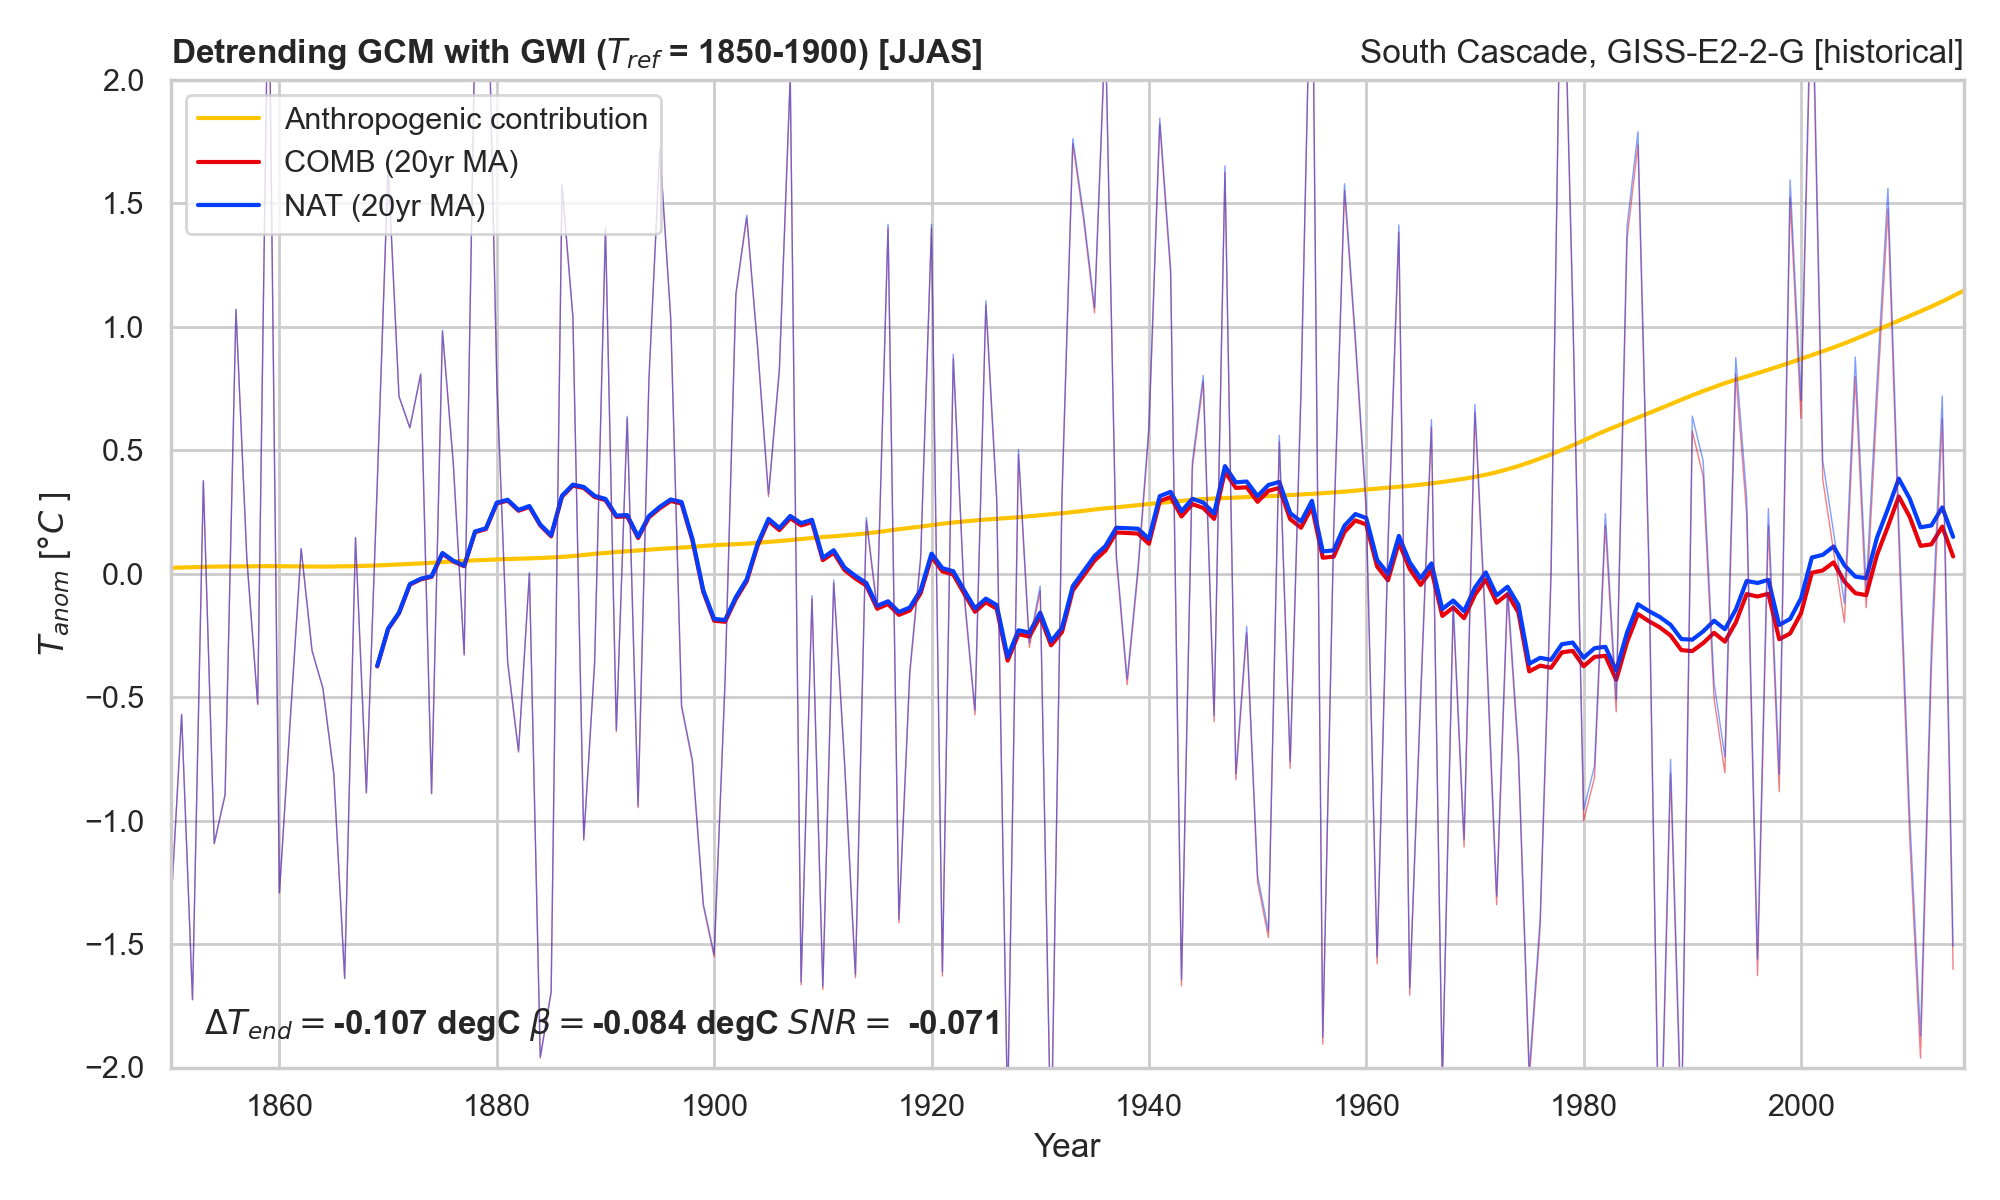 Detrending GCM with GWI (T_ref = 1850-1900) [JJAS]
South Cascade, GISS-E2-2-G [historical]
2.0
1.5
1.0
0.5
0.0
−0.5
−1.0
−1.5
−2.0
T_anom [°C]
Anthropogenic contribution
COMB (20yr MA)
NAT (20yr MA)
ΔT_end = -0.107 degC β = -0.084 degC SNR = -0.071
1860 1880 1900 1920 1940 1960 1980 2000
Year